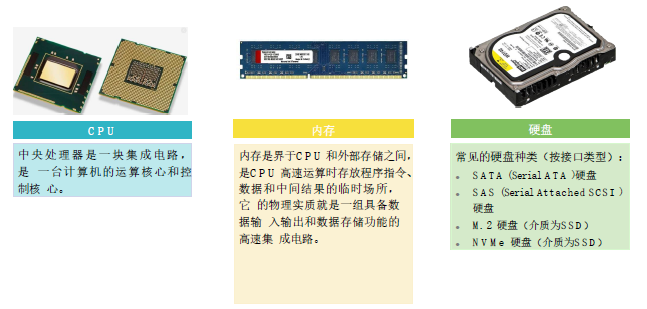 CPU
中央处理器是一块集成电路，
是 一台计算机的运算核心和控
制核 心。
内存
内存是界于CPU 和外部存储之间，
是CPU 高速运算时存放程序指令、
数据和中间结果的临时场所，
它 的物理实质就是一组具备数
据输 入输出和数据存储功能的
高速集 成电路。
硬盘
常见的硬盘种类（按接口类型）：
• SATA (Serial ATA )硬盘
• SAS (Serial Attached SCSI )
硬盘
• M.2 硬盘（介质为SSD）
• NVMe 硬盘（介质为SSD）